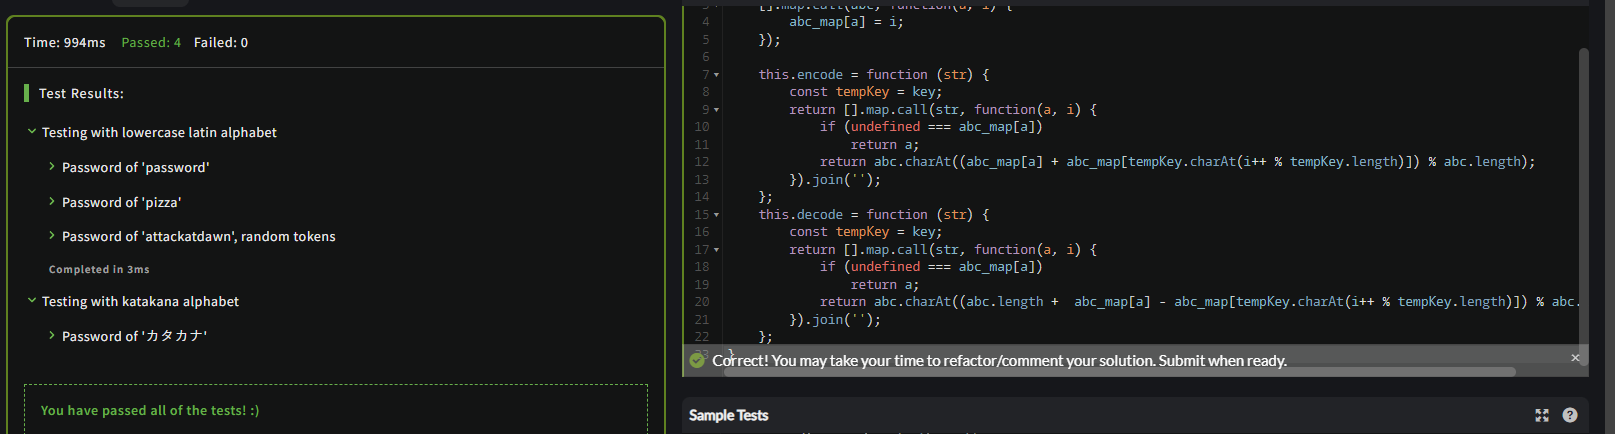 Time: 994ms Passed: 4 Failed: 0
Test Results:
Testing with lowercase latin alphabet
Password of 'password'
Password of 'pizza'
Password of 'attackatdawn', random tokens
Completed in 3ms
Testing with katakana alphabet
Password of 'カタカナ'
You have passed all of the tests! :)
3 [].map.call(abc, function(a, i) {
4 abc_map[a] = i;
5 });
6
7 this.encode = function (str) {
8 const tempKey = key;
9 return [].map.call(str, function(a, i) {
10 if (undefined === abc_map[a])
11 return a;
12 return abc.charAt((abc_map[a] + abc_map[tempKey.charAt(i++ % tempKey.length)]) % abc.length);
13 }).join('');
14 };
15 this.decode = function (str) {
16 const tempKey = key;
17 return [].map.call(str, function(a, i) {
18 if (undefined === abc_map[a])
19 return a;
20 return abc.charAt((abc.length + abc_map[a] - abc_map[tempKey.charAt(i++ % tempKey.length)]) % abc.
21 }).join('');
22 };
23 }
Correct! You may take your time to refactor/comment your solution. Submit when ready.
Sample Tests